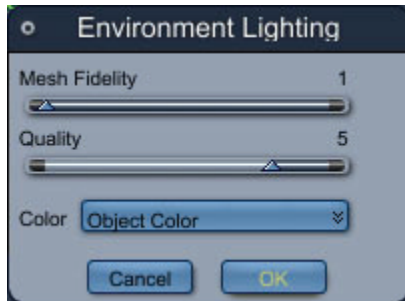 Environment Lighting
Mesh Fidelity 1
Quality 5
Color Object Color
Cancel OK